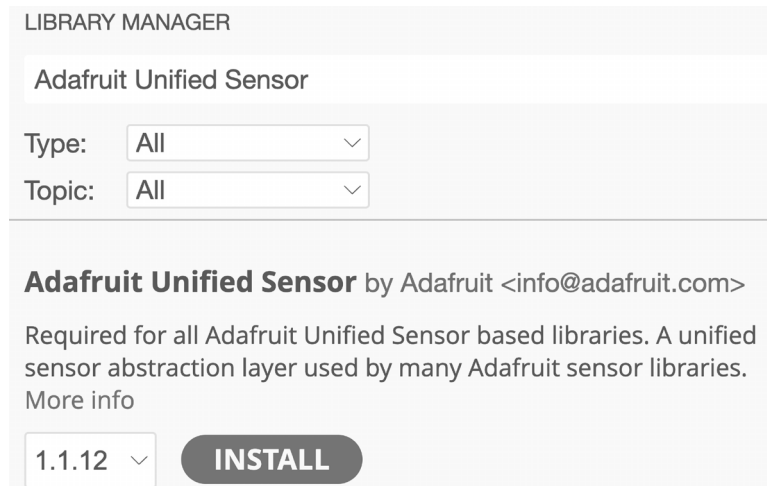 LIBRARY MANAGER
Adafruit Unified Sensor
Type: All
Topic: All
Adafruit Unified Sensor by Adafruit <info@adafruit.com>
Required for all Adafruit Unified Sensor based libraries. A unified
sensor abstraction layer used by many Adafruit sensor libraries.
More info
1.1.12 INSTALL